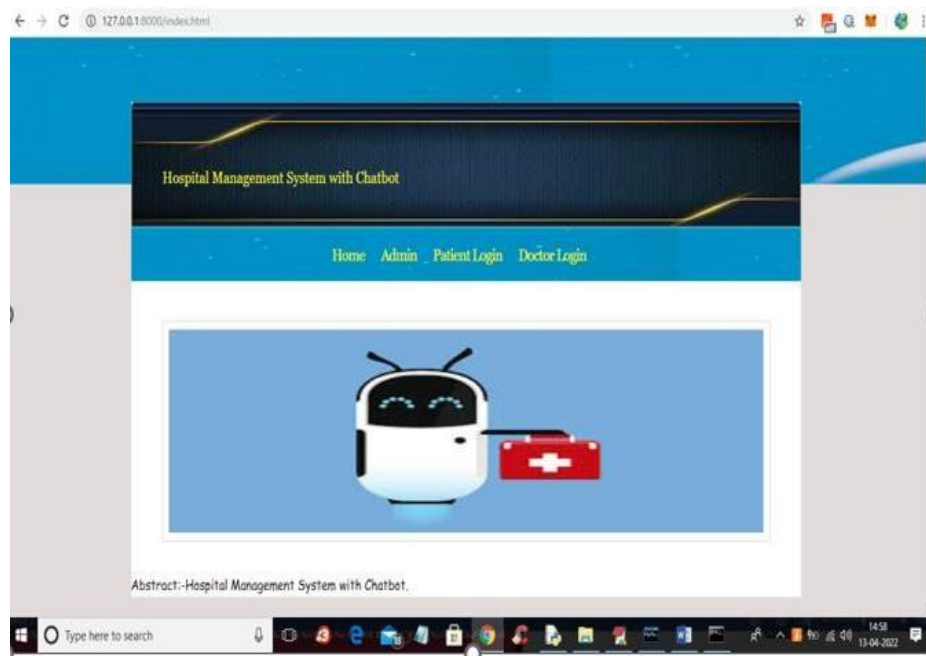 127.0.0.1:8000/index.html
Hospital Management System with Chatbot
Home Admin Patient Login Doctor Login
Abstract:-Hospital Management System with Chatbot.
Type here to search
14:58
13-04-2022